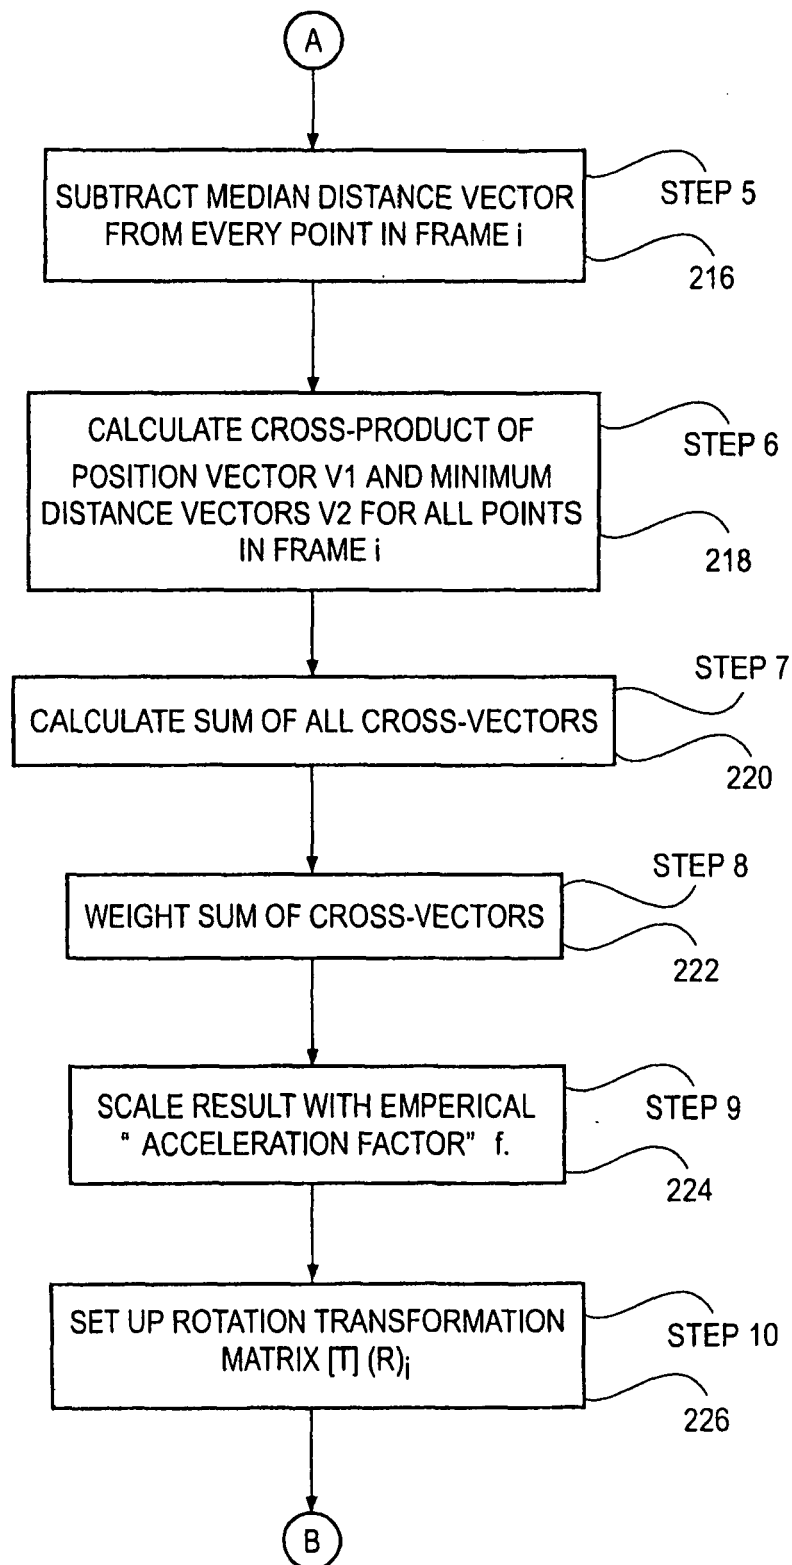 A
SUBTRACT MEDIAN DISTANCE VECTOR
FROM EVERY POINT IN FRAME i
STEP 5
216
CALCULATE CROSS-PRODUCT OF
POSITION VECTOR V1 AND MINIMUM
DISTANCE VECTORS V2 FOR ALL POINTS
IN FRAME i
STEP 6
218
CALCULATE SUM OF ALL CROSS-VECTORS
STEP 7
220
WEIGHT SUM OF CROSS-VECTORS
STEP 8
222
SCALE RESULT WITH EMPERICAL
" ACCELERATION FACTOR" f.
STEP 9
224
SET UP ROTATION TRANSFORMATION
MATRIX [T] (R)i
STEP 10
226
B